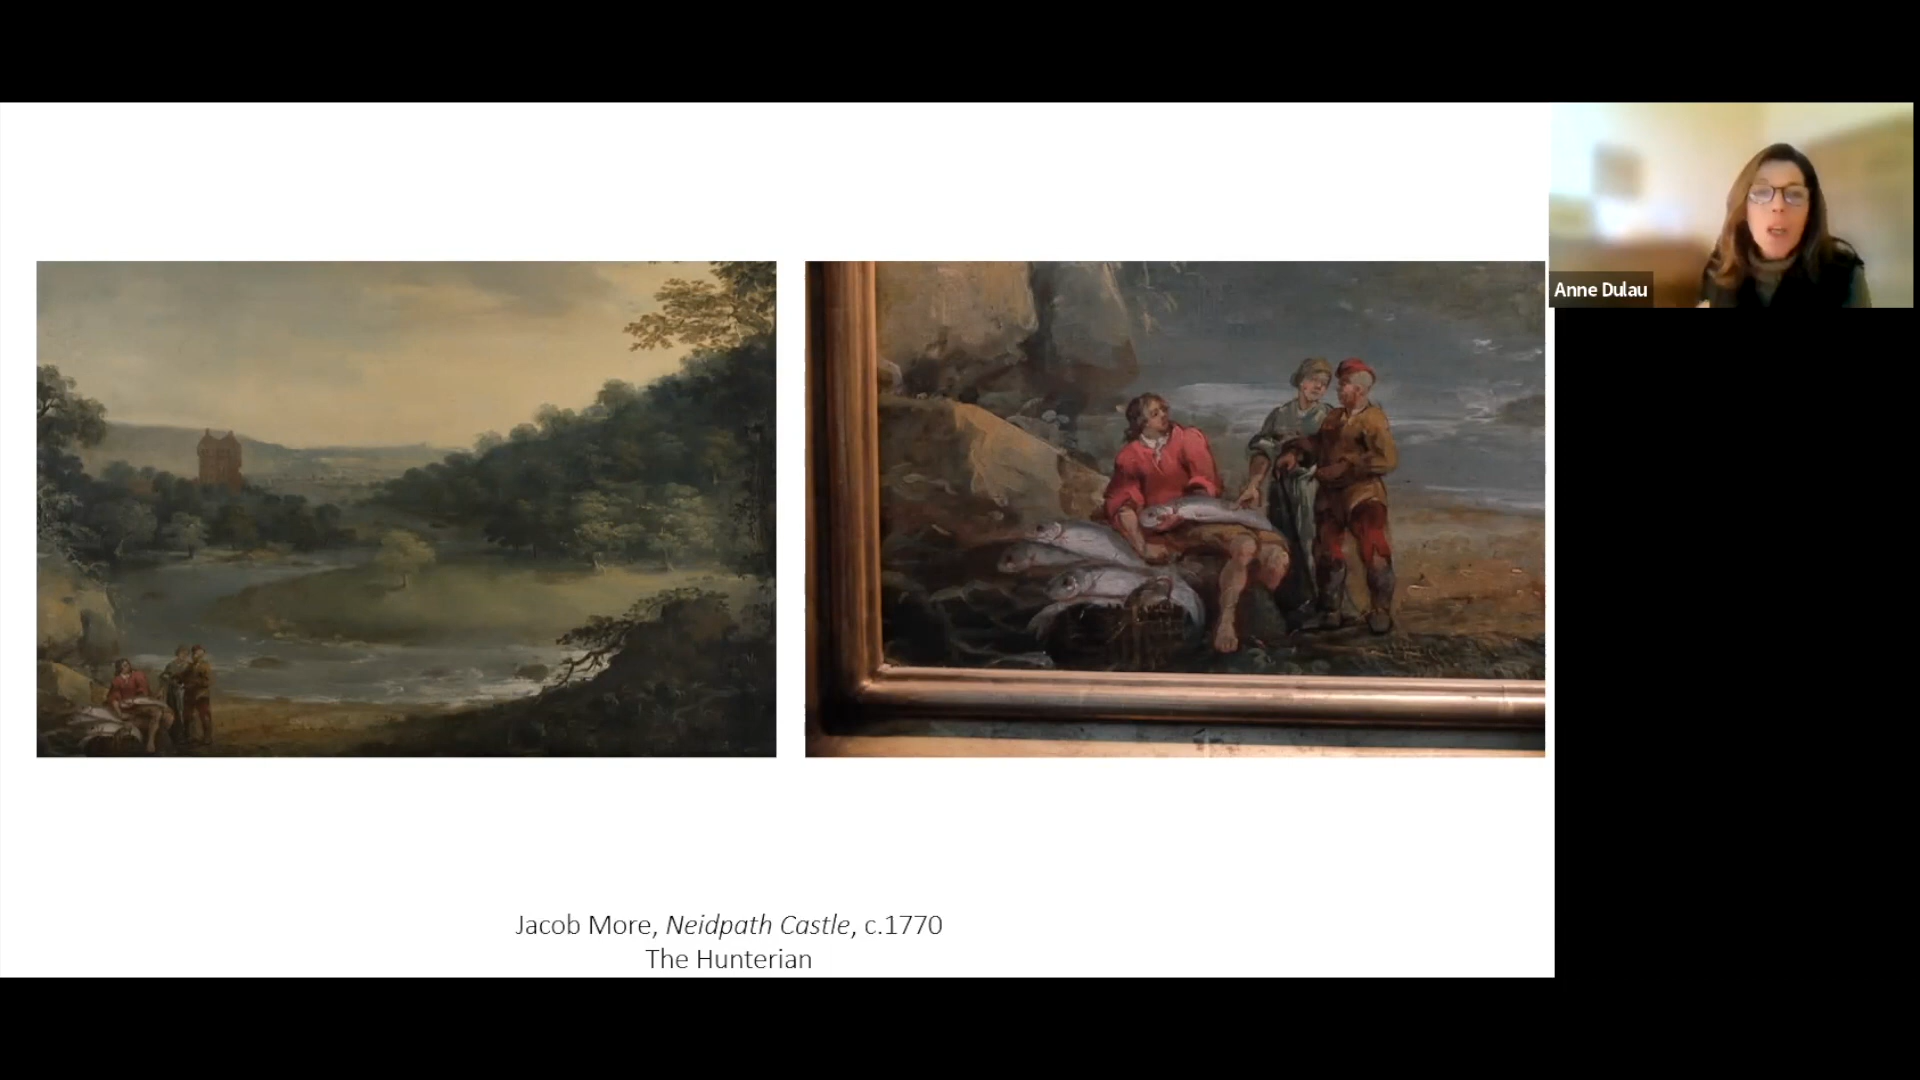 Anne Dulau
Jacob More, Neidpath Castle, c.1770
The Hunterian